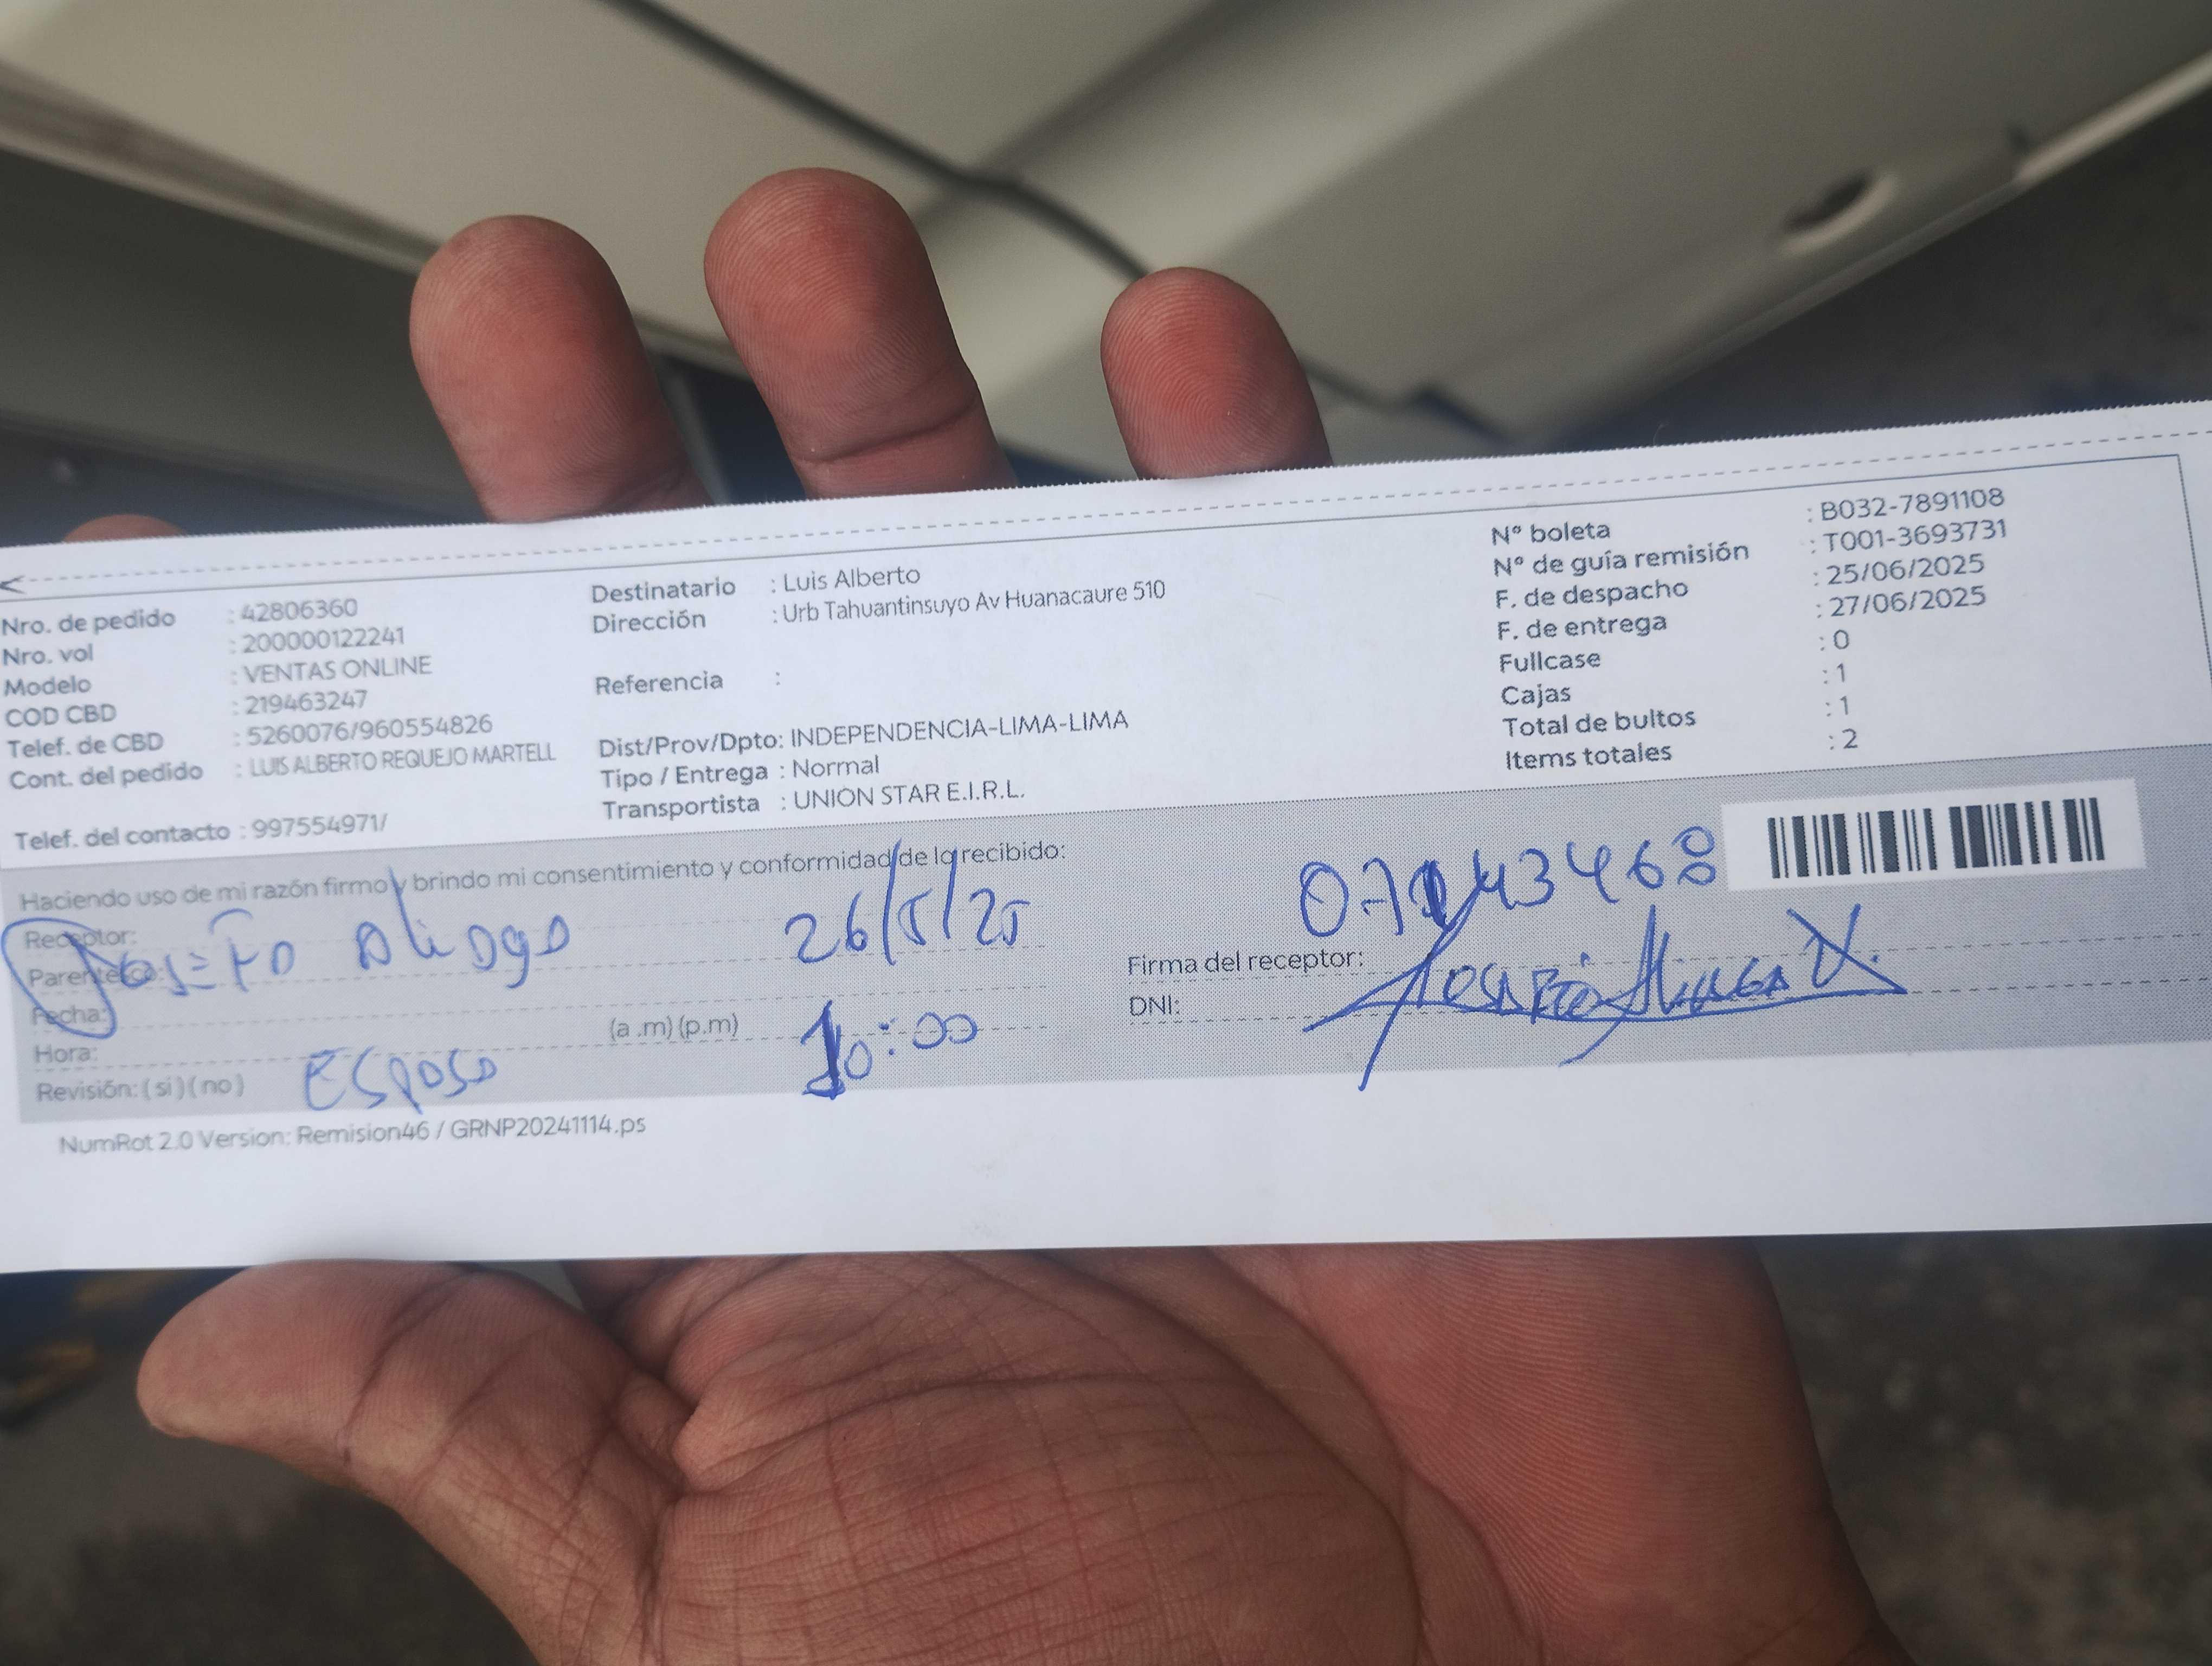 Nro. de pedido : 42806360
Nro. vol : 200000122241
Modelo : VENTAS ONLINE
COD CBD : 219463247
Telef. de CBD : 5260076/960554826
Cont. del pedido : LUIS ALBERTO REQUEJO MARTELL
Telef. del contacto : 997554971/
Destinatario : Luis Alberto
Dirección : Urb Tahuantinsuyo Av Huanacaure 510
Referencia :
Dist/Prov/Dpto: INDEPENDENCIA-LIMA-LIMA
Tipo / Entrega : Normal
Transportista : UNION STAR E.I.R.L.
N° boleta : B032-7891108
N° de guía remisión : T001-3693731
F. de despacho : 25/06/2025
F. de entrega : 27/06/2025
Fullcase : 0
Cajas : 1
Total de bultos : 1
Items totales : 2
Haciendo uso de mi razón firmo y brindo mi consentimiento y conformidad de lo recibido:
Receptor:
Parentesco:
Fecha:
Hora: (a .m) (p.m) 10:00
Revisión: ( si ) ( no ) Esposo
Firma del receptor:
DNI:
NumRot 2.0 Version: Remision46 / GRNP20241114.ps